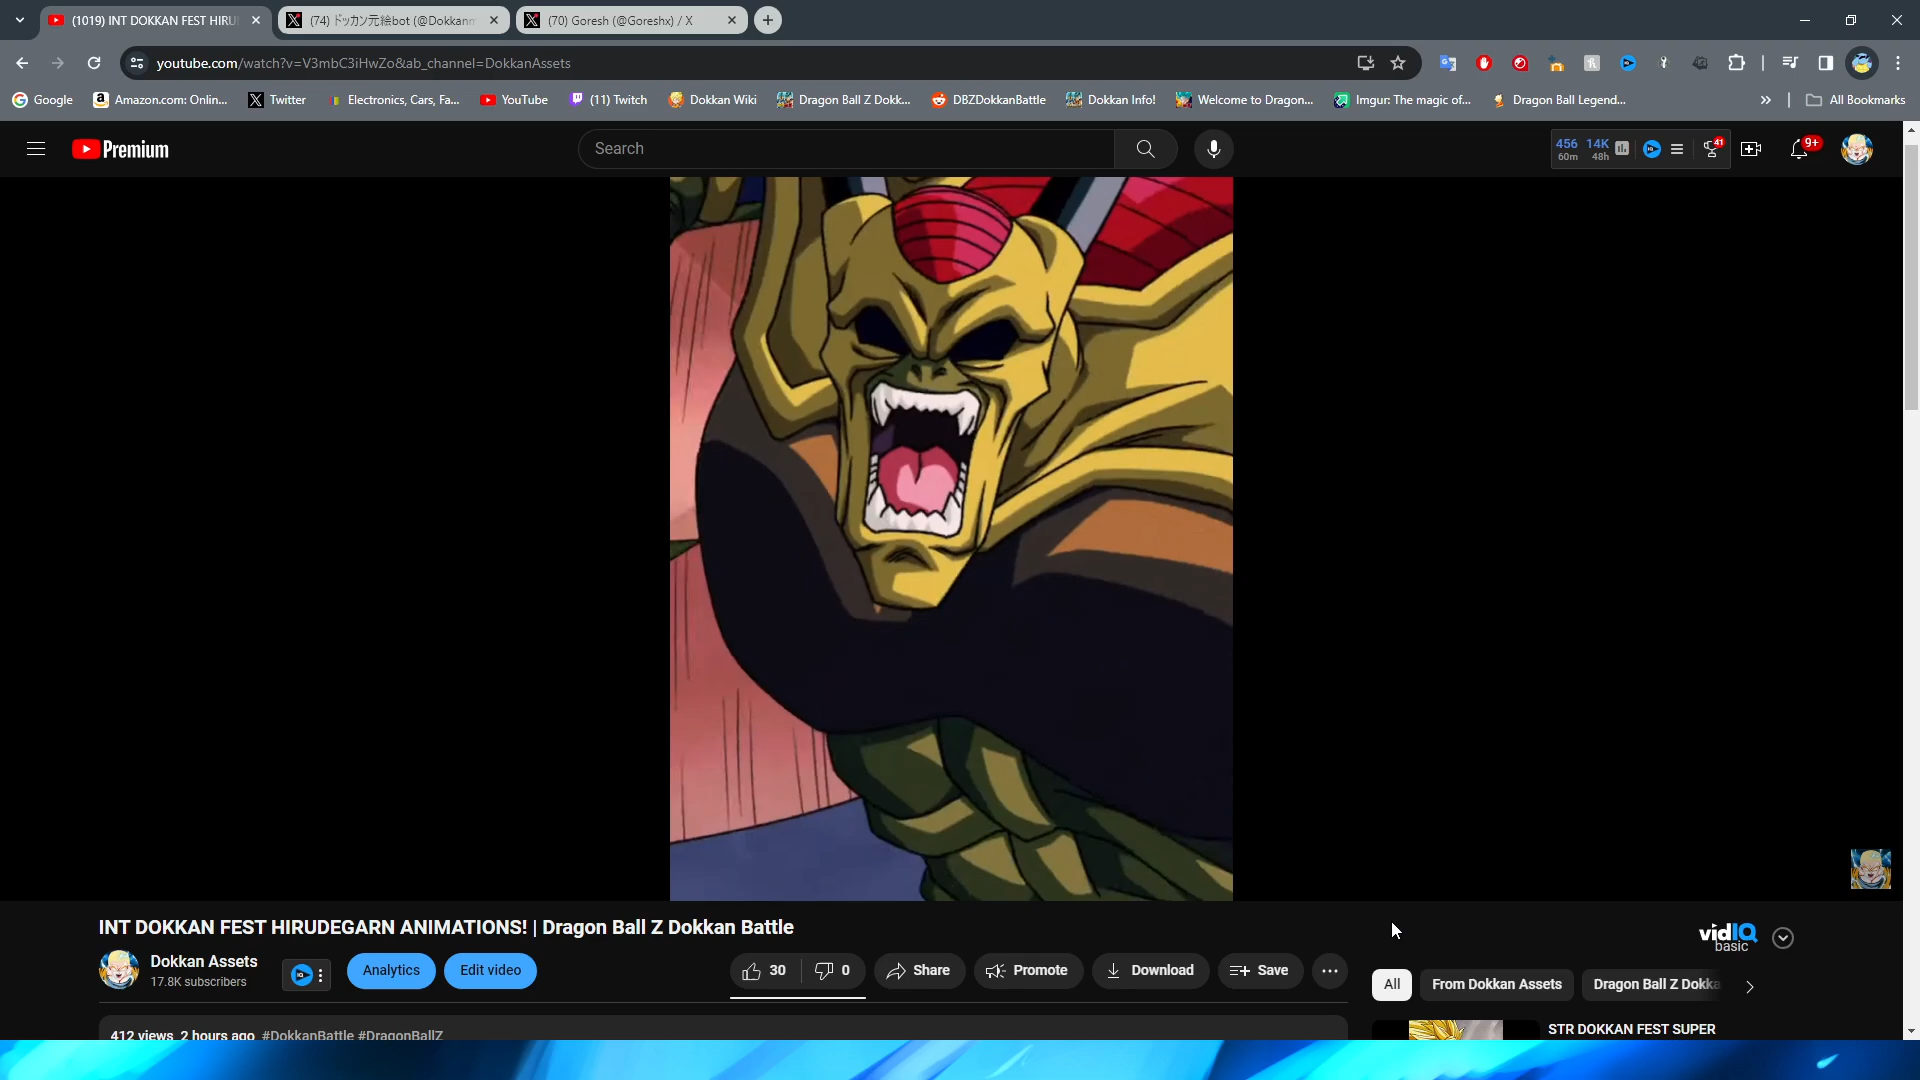 (1019) INT DOKKAN FEST HIRU
(74) ドッカン元絵bot (@Dokkanm
(70) Goresh (@Goreshx) / X
youtube.com/watch?v=V3mbC3iHwZo&ab_channel=DokkanAssets
Google
Amazon.com: Onlin...
Twitter
Electronics, Cars, Fa...
YouTube
(11) Twitch
Dokkan Wiki
Dragon Ball Z Dokk...
DBZDokkanBattle
Dokkan Info!
Welcome to Dragon...
Imgur: The magic of...
Dragon Ball Legend...
All Bookmarks
Premium
Search
456 14K
60m 48h
41
9+
INT DOKKAN FEST HIRUDEGARN ANIMATIONS! | Dragon Ball Z Dokkan Battle
Dokkan Assets
17.8K subscribers
Analytics
Edit video
30
0
Share
Promote
Download
Save
vidIQ
basic
All
From Dokkan Assets
Dragon Ball Z Dokka
412 views 2 hours ago #DokkanBattle #DragonBallZ
STR DOKKAN FEST SUPER